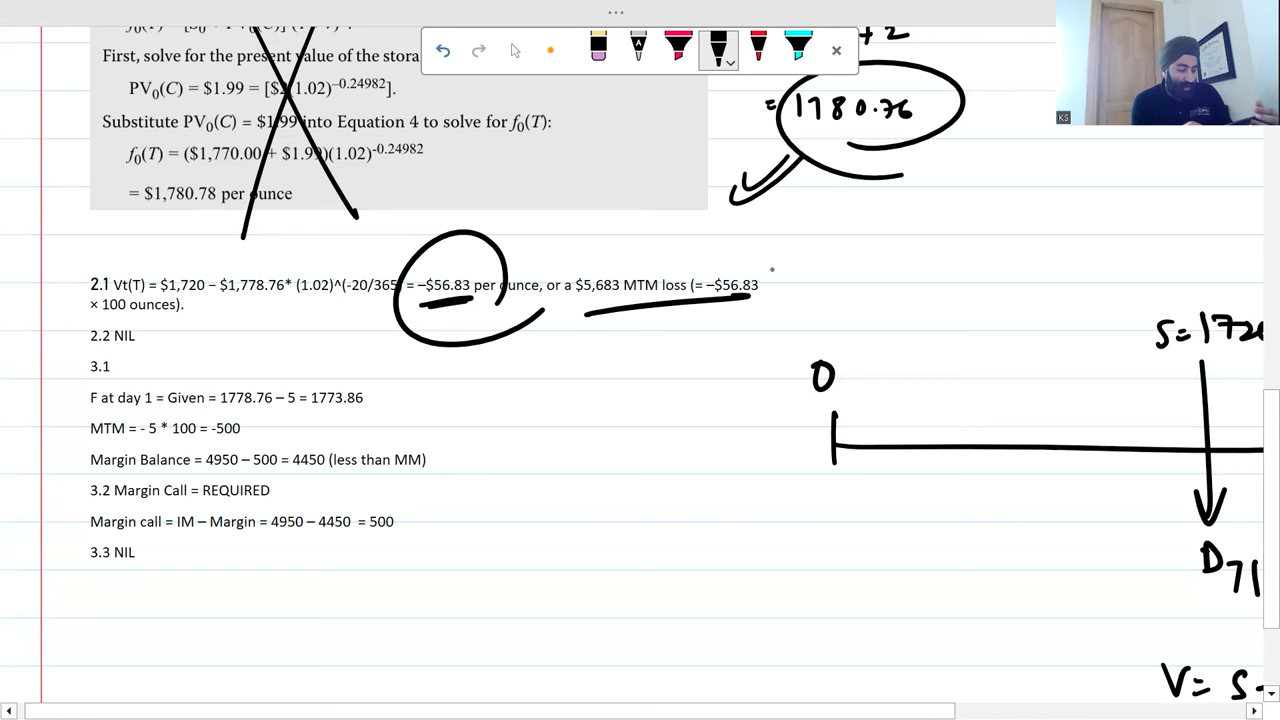 First, solve for the present value of the stora
PV₀(C) = $1.99 = [$2(1.02)⁻⁰·²⁴⁹⁸²].
Substitute PV₀(C) = $1.99 into Equation 4 to solve for f₀(T):
f₀(T) = ($1,770.00 + $1.99)(1.02)⁻⁰·²⁴⁹⁸²
= $1,780.78 per ounce
+ 2
= 1780.76
KS
2.1 Vt(T) = $1,720 − $1,778.76* (1.02)^(-20/365) = −$56.83 per ounce, or a $5,683 MTM loss (= −$56.83
× 100 ounces).
2.2 NIL
3.1
F at day 1 = Given = 1778.76 – 5 = 1773.86
MTM = - 5 * 100 = -500
Margin Balance = 4950 – 500 = 4450 (less than MM)
3.2 Margin Call = REQUIRED
Margin call = IM – Margin = 4950 – 4450 = 500
3.3 NIL
S=172
0
D71
V= S-